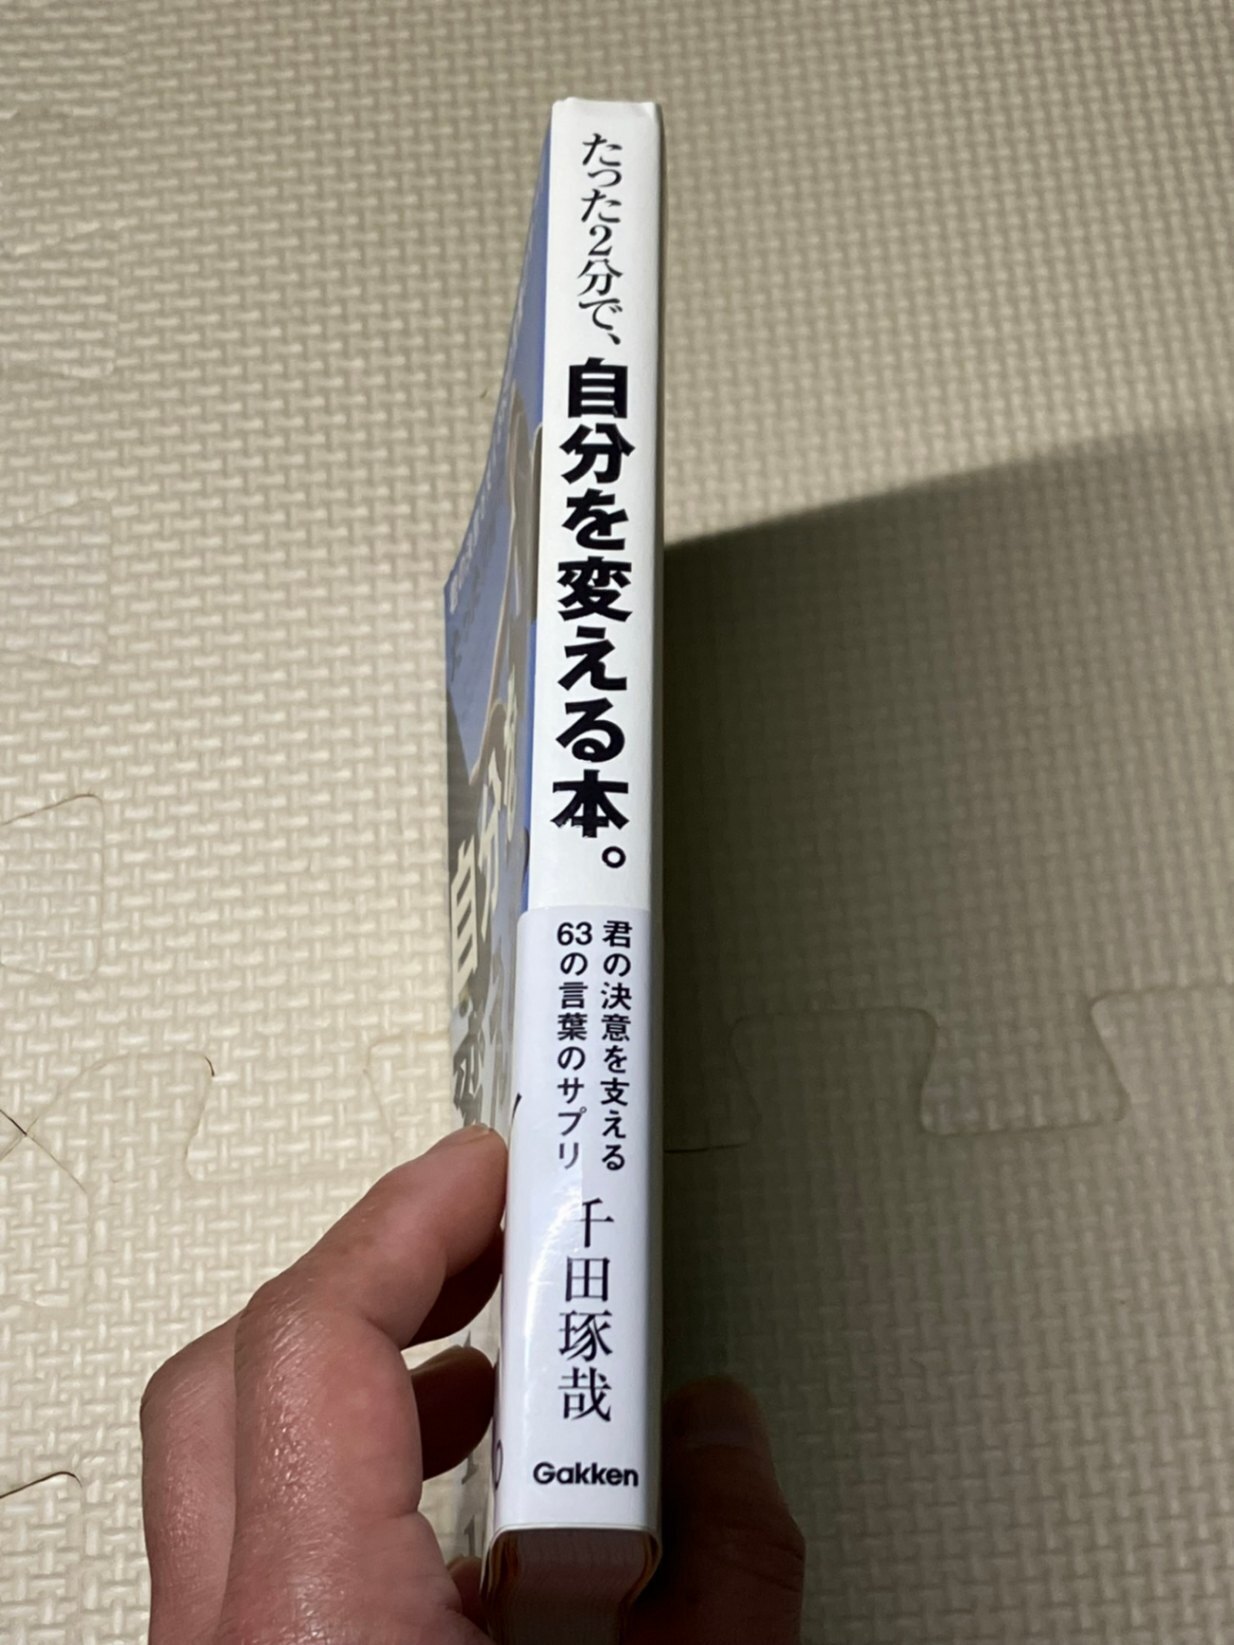 たった2分で、
自分を変える本。
君の決意を支える
63の言葉のサプリ
千田琢哉
Gakken